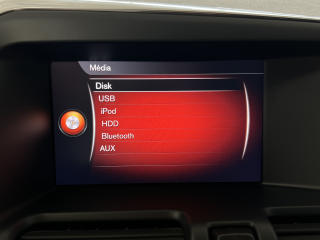 Média
Disk
USB
iPod
HDD
Bluetooth
AUX